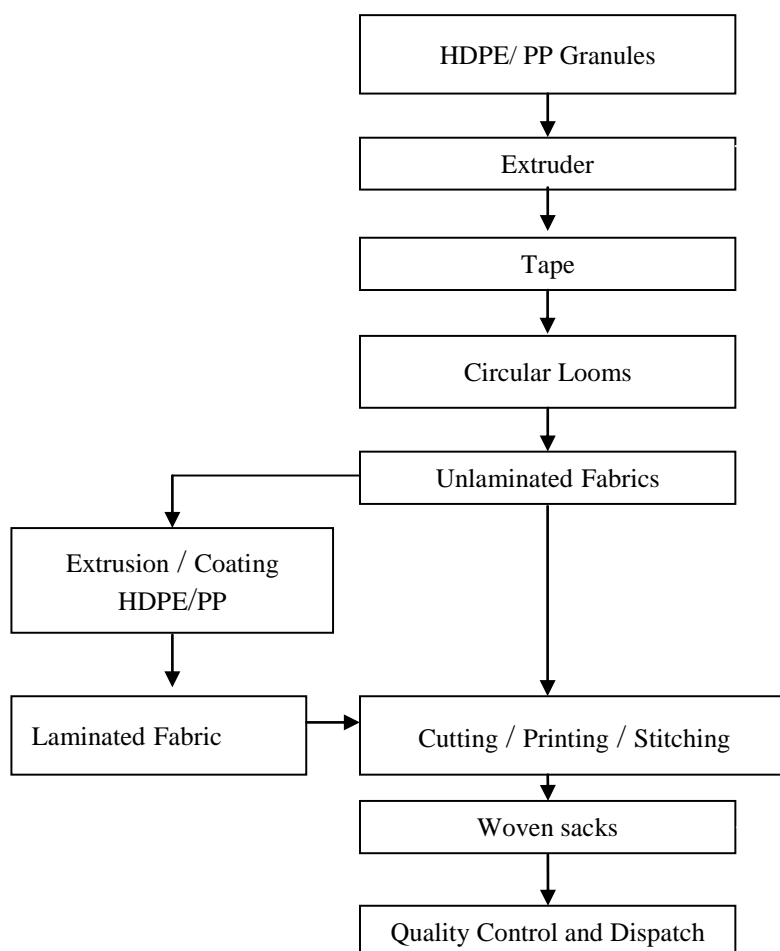 HDPE/ PP Granules
Extruder
Tape
Circular Looms
Unlaminated Fabrics
Extrusion / Coating
HDPE/PP
Laminated Fabric
Cutting / Printing / Stitching
Woven sacks
Quality Control and Dispatch